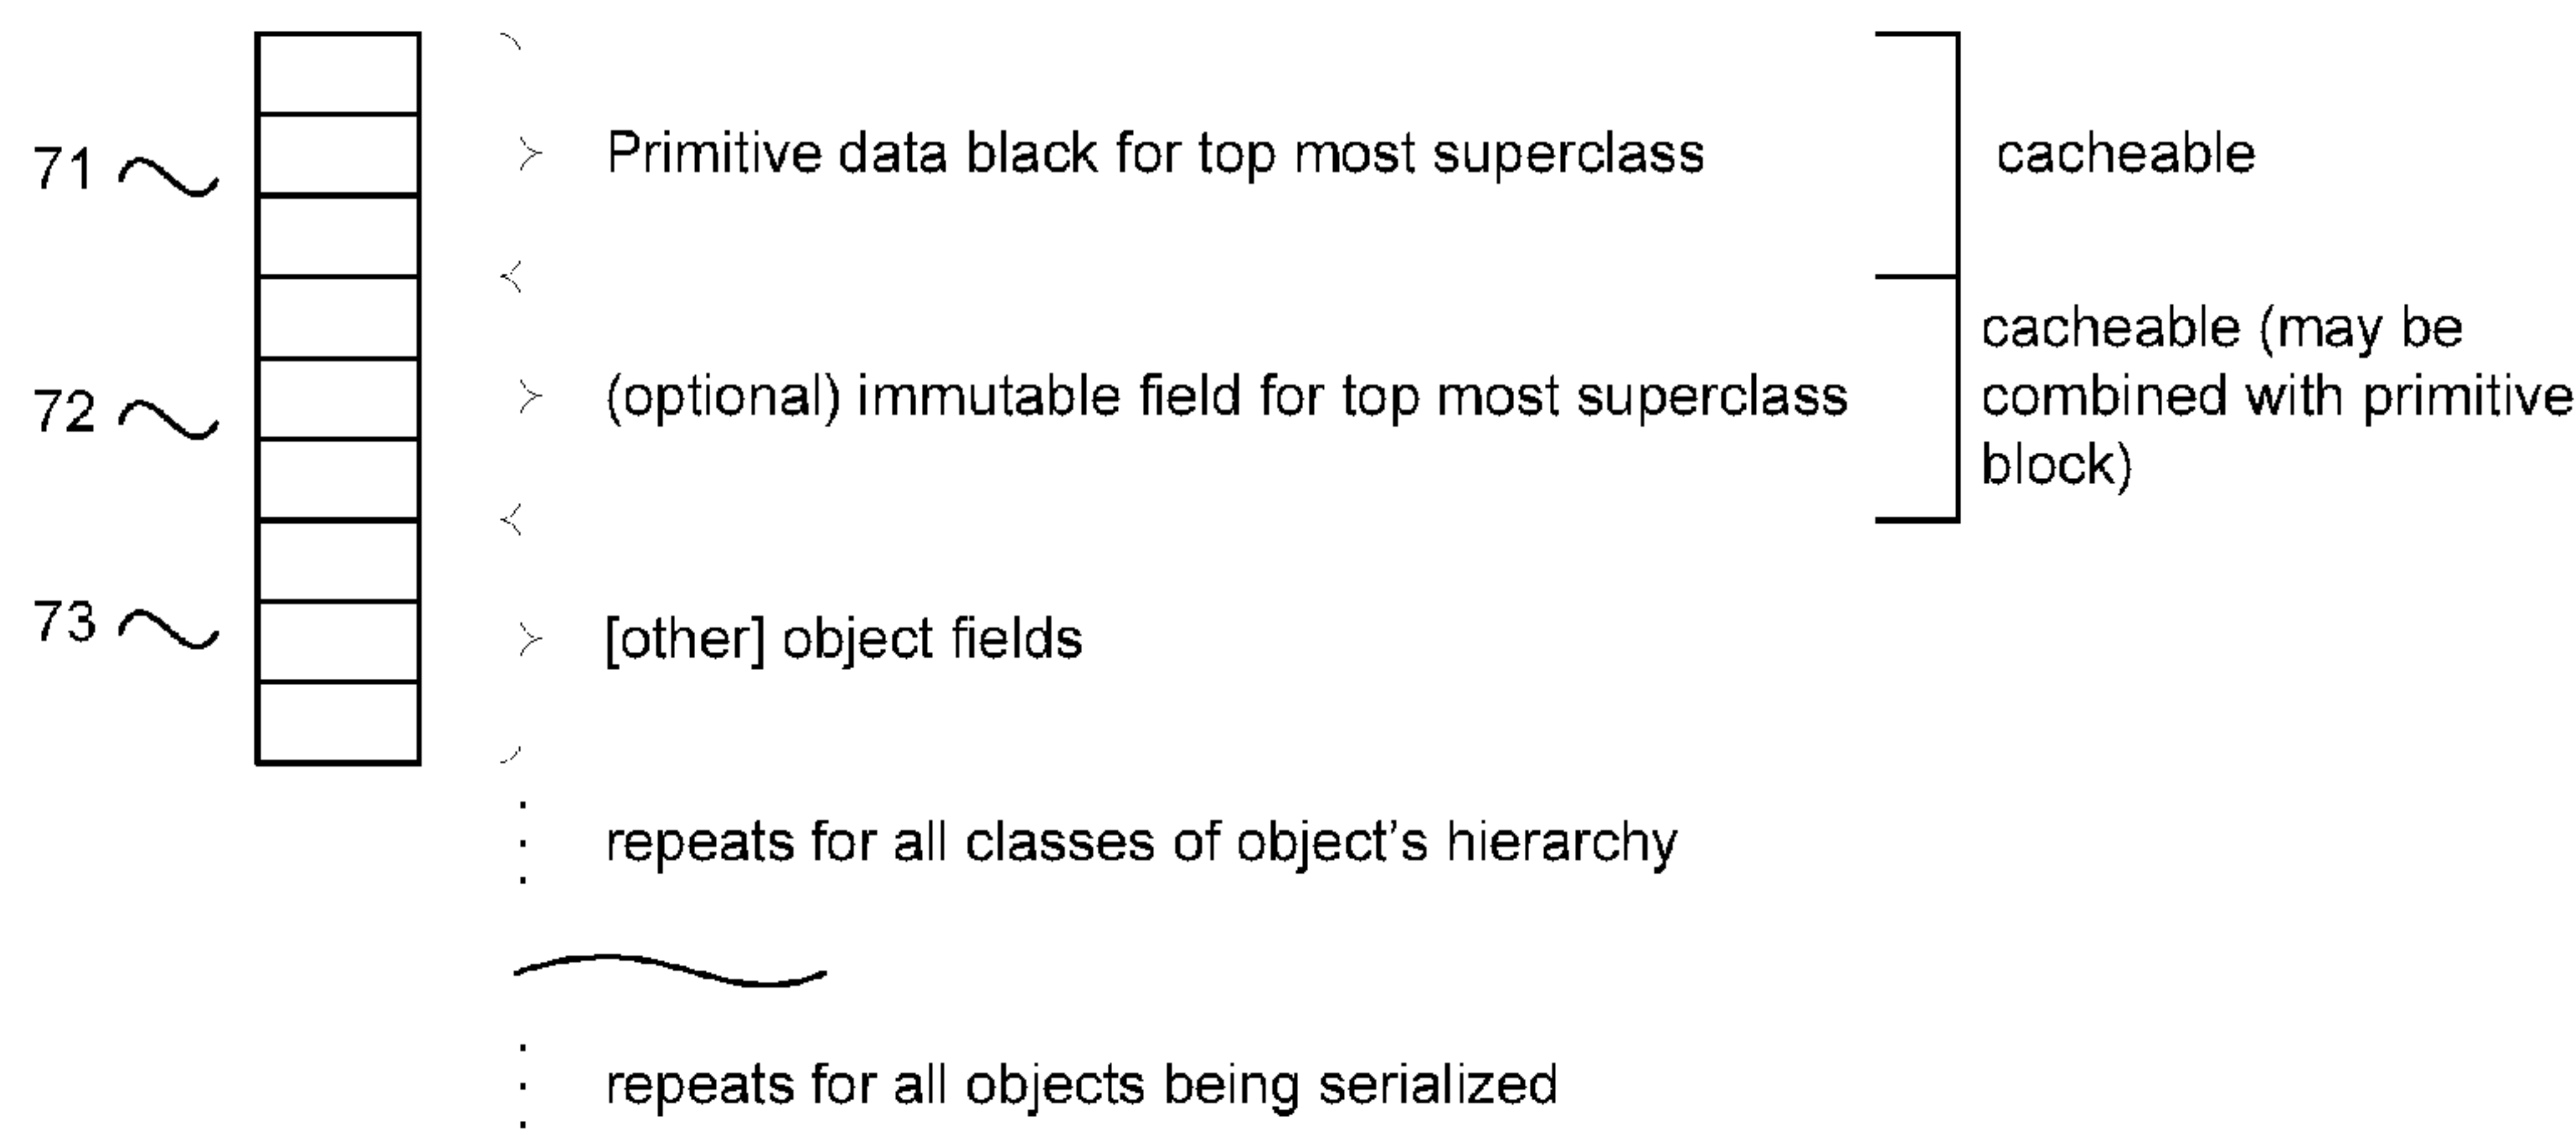 71
Primitive data black for top most superclass
cacheable
72
(optional) immutable field for top most superclass
cacheable (may be
combined with primitive
block)
73
[other] object fields
repeats for all classes of object's hierarchy
repeats for all objects being serialized